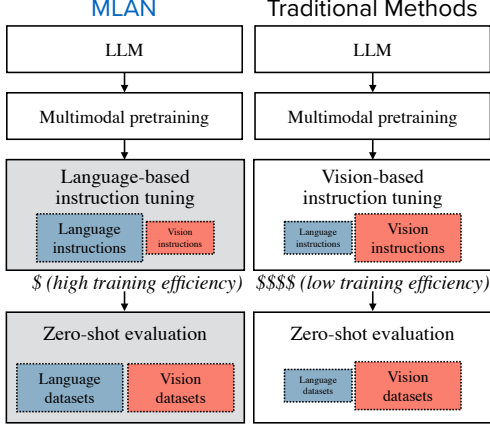 MLAN
LLM
Multimodal pretraining
Language-based
instruction tuning
Language
instructions
Vision
instructions
$ (high training efficiency)
Zero-shot evaluation
Language
datasets
Vision
datasets
Traditional Methods
LLM
Multimodal pretraining
Vision-based
instruction tuning
Language
instructions
Vision
instructions
$$$$ (low training efficiency)
Zero-shot evaluation
Language
datasets
Vision
datasets